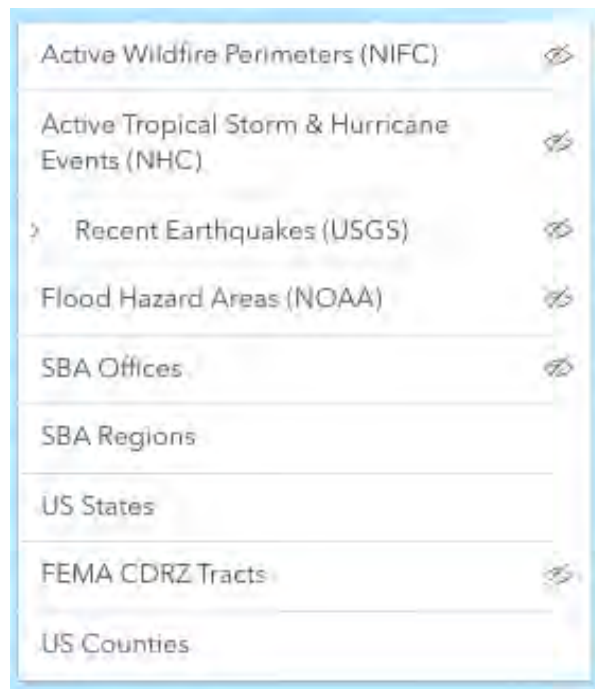 Active Wildfire Perimeters (NIFC)
Active Tropical Storm & Hurricane
Events (NHC)
Recent Earthquakes (USGS)
Flood Hazard Areas (NOAA)
SBA Offices
SBA Regions
US States
FEMA CDRZ Tracts
US Counties